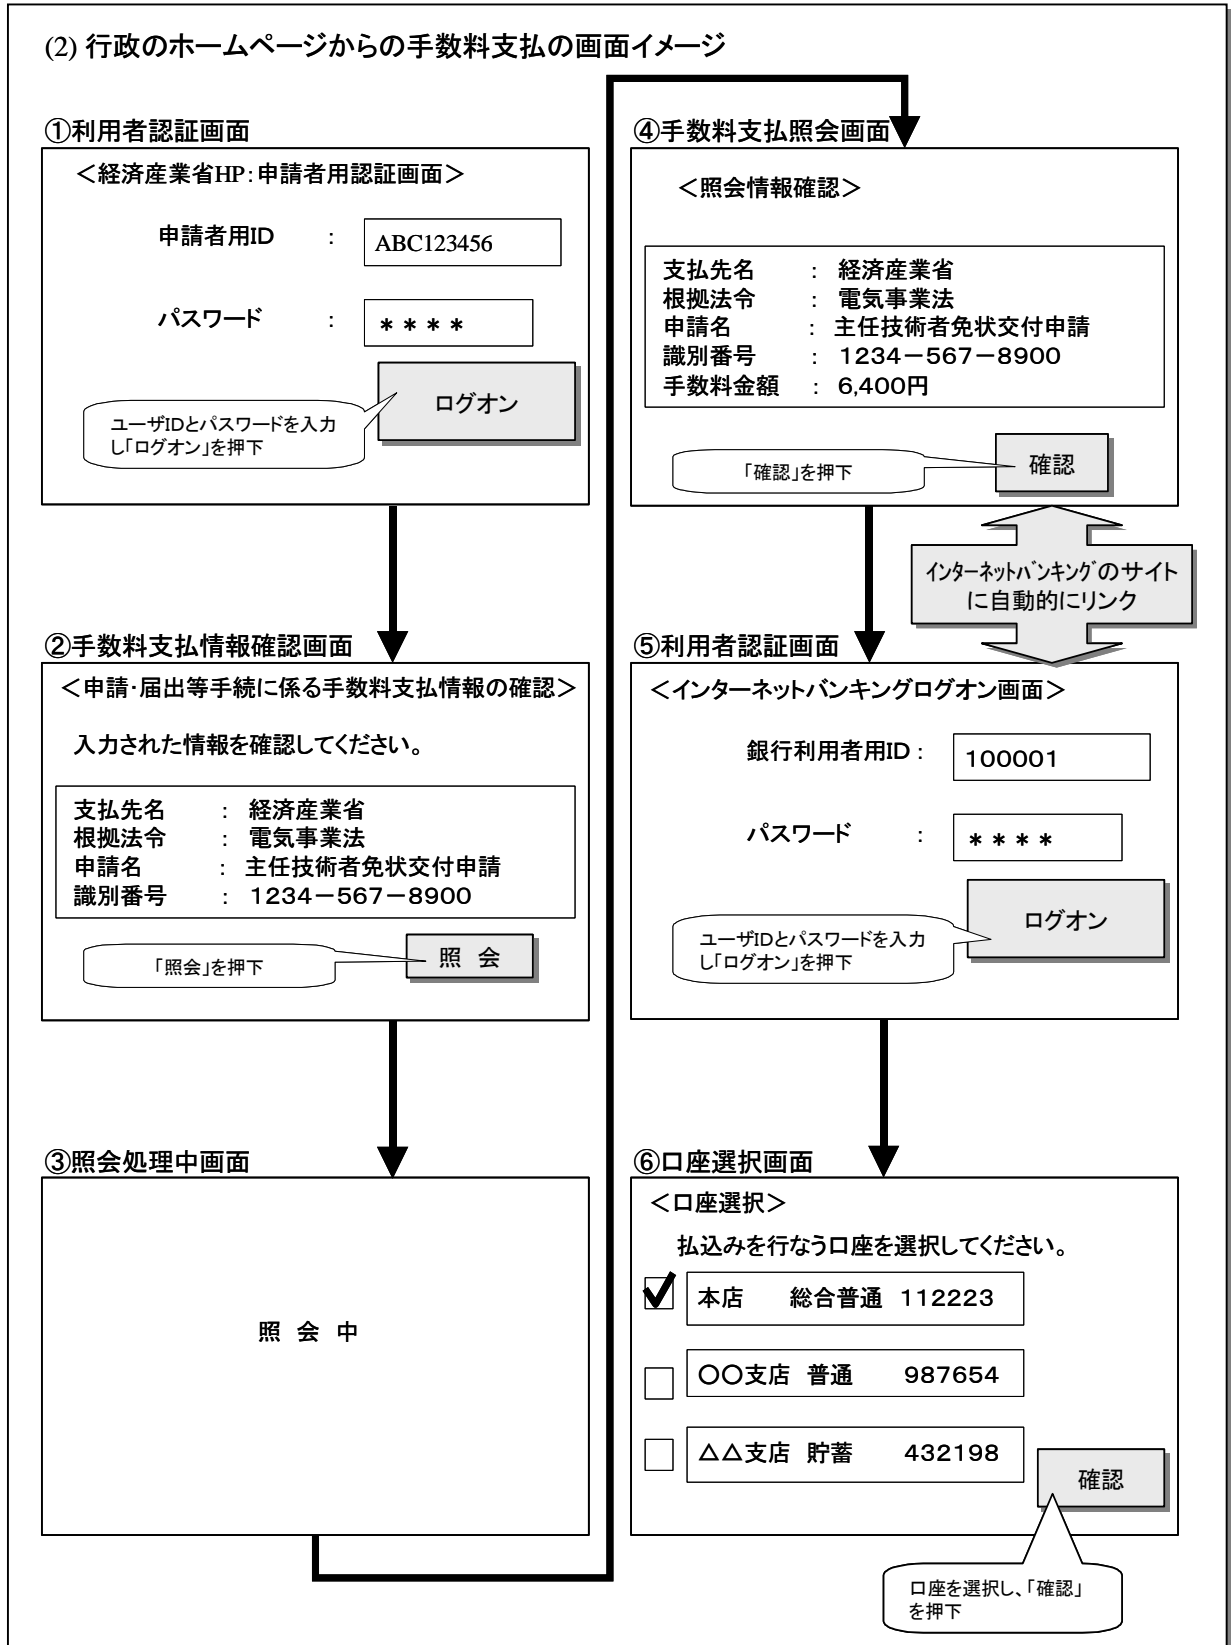 (2) 行政のホームページからの手数料支払の画面イメージ
①利用者認証画面
＜経済産業省HP：申請者用認証画面＞
申請者用ID ： ABC123456
パスワード ： ＊＊＊＊
ログオン
ユーザIDとパスワードを入力
し「ログオン」を押下
②手数料支払情報確認画面
＜申請・届出等手続に係る手数料支払情報の確認＞
入力された情報を確認してください。
支払先名 ： 経済産業省
根拠法令 ： 電気事業法
申請名 ： 主任技術者免状交付申請
識別番号 ： 1234－567－8900
「照会」を押下
照 会
③照会処理中画面
照 会 中
④手数料支払照会画面
＜照会情報確認＞
支払先名 ： 経済産業省
根拠法令 ： 電気事業法
申請名 ： 主任技術者免状交付申請
識別番号 ： 1234－567－8900
手数料金額 ： 6,400円
「確認」を押下
確認
インターネットバンキングのサイト
に自動的にリンク
⑤利用者認証画面
＜インターネットバンキングログオン画面＞
銀行利用者用ID： 100001
パスワード ： ＊＊＊＊
ログオン
ユーザIDとパスワードを入力
し「ログオン」を押下
⑥口座選択画面
＜口座選択＞
払込みを行なう口座を選択してください。
本店 総合普通 112223
○○支店 普通 987654
△△支店 貯蓄 432198
確認
口座を選択し、「確認」
を押下